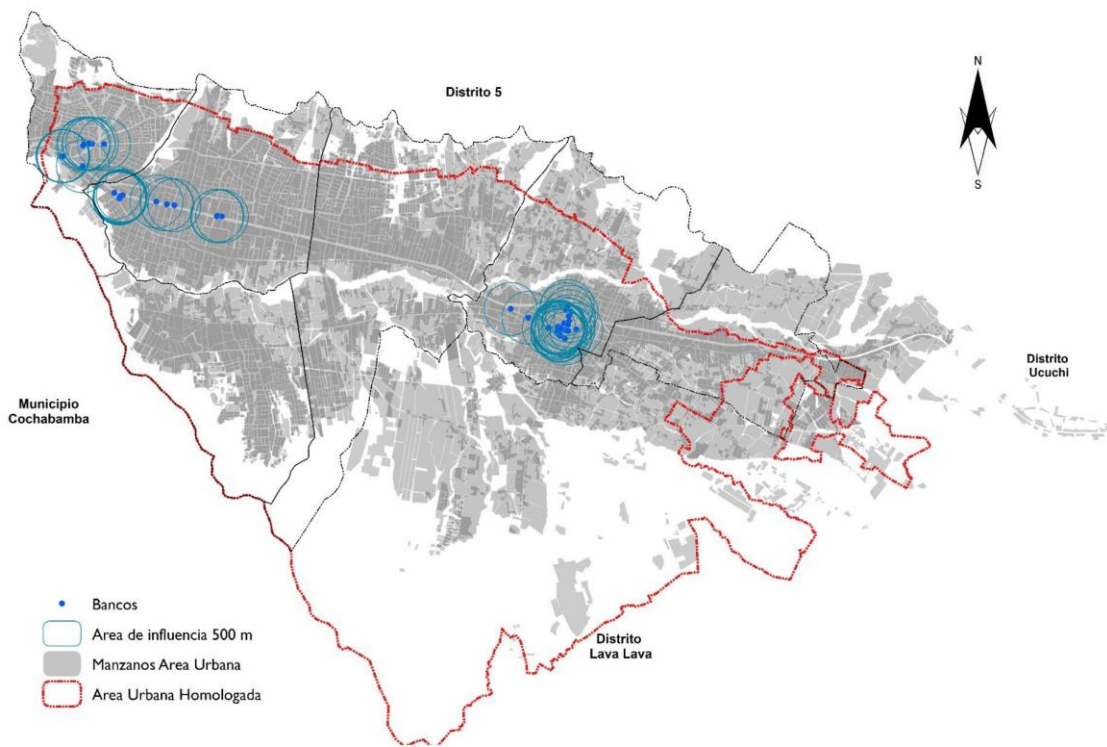 Distrito 5
N
S
Municipio
Cochabamba
Distrito
Ucuchi
Distrito
Lava Lava
Bancos
Area de influencia 500 m
Manzanos Area Urbana
Area Urbana Homologada